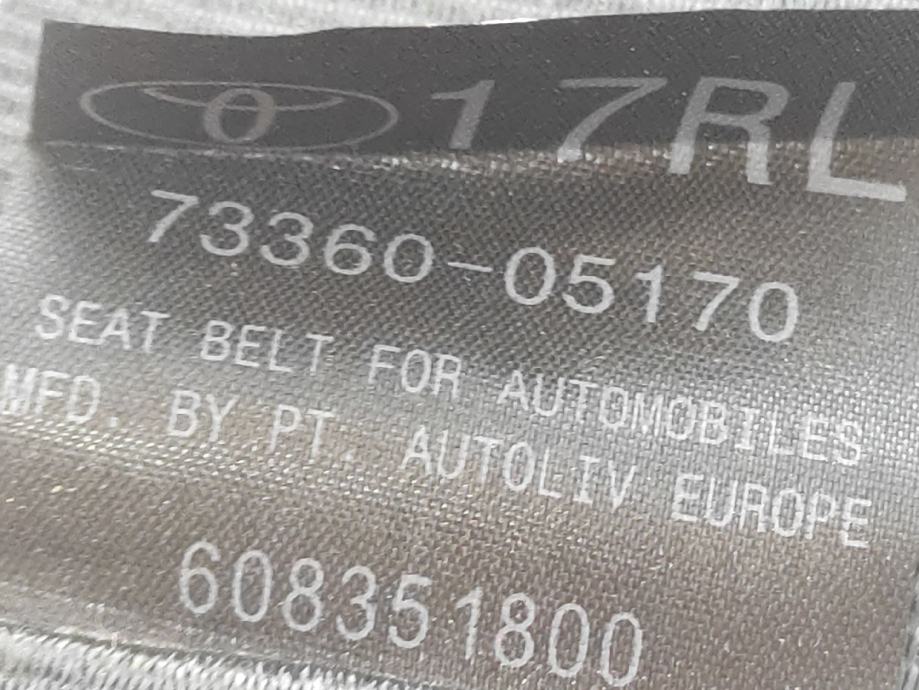 17RL
73360-05170
SEAT BELT FOR AUTOMOBILES
MFD. BY PT. AUTOLIV EUROPE
608351800